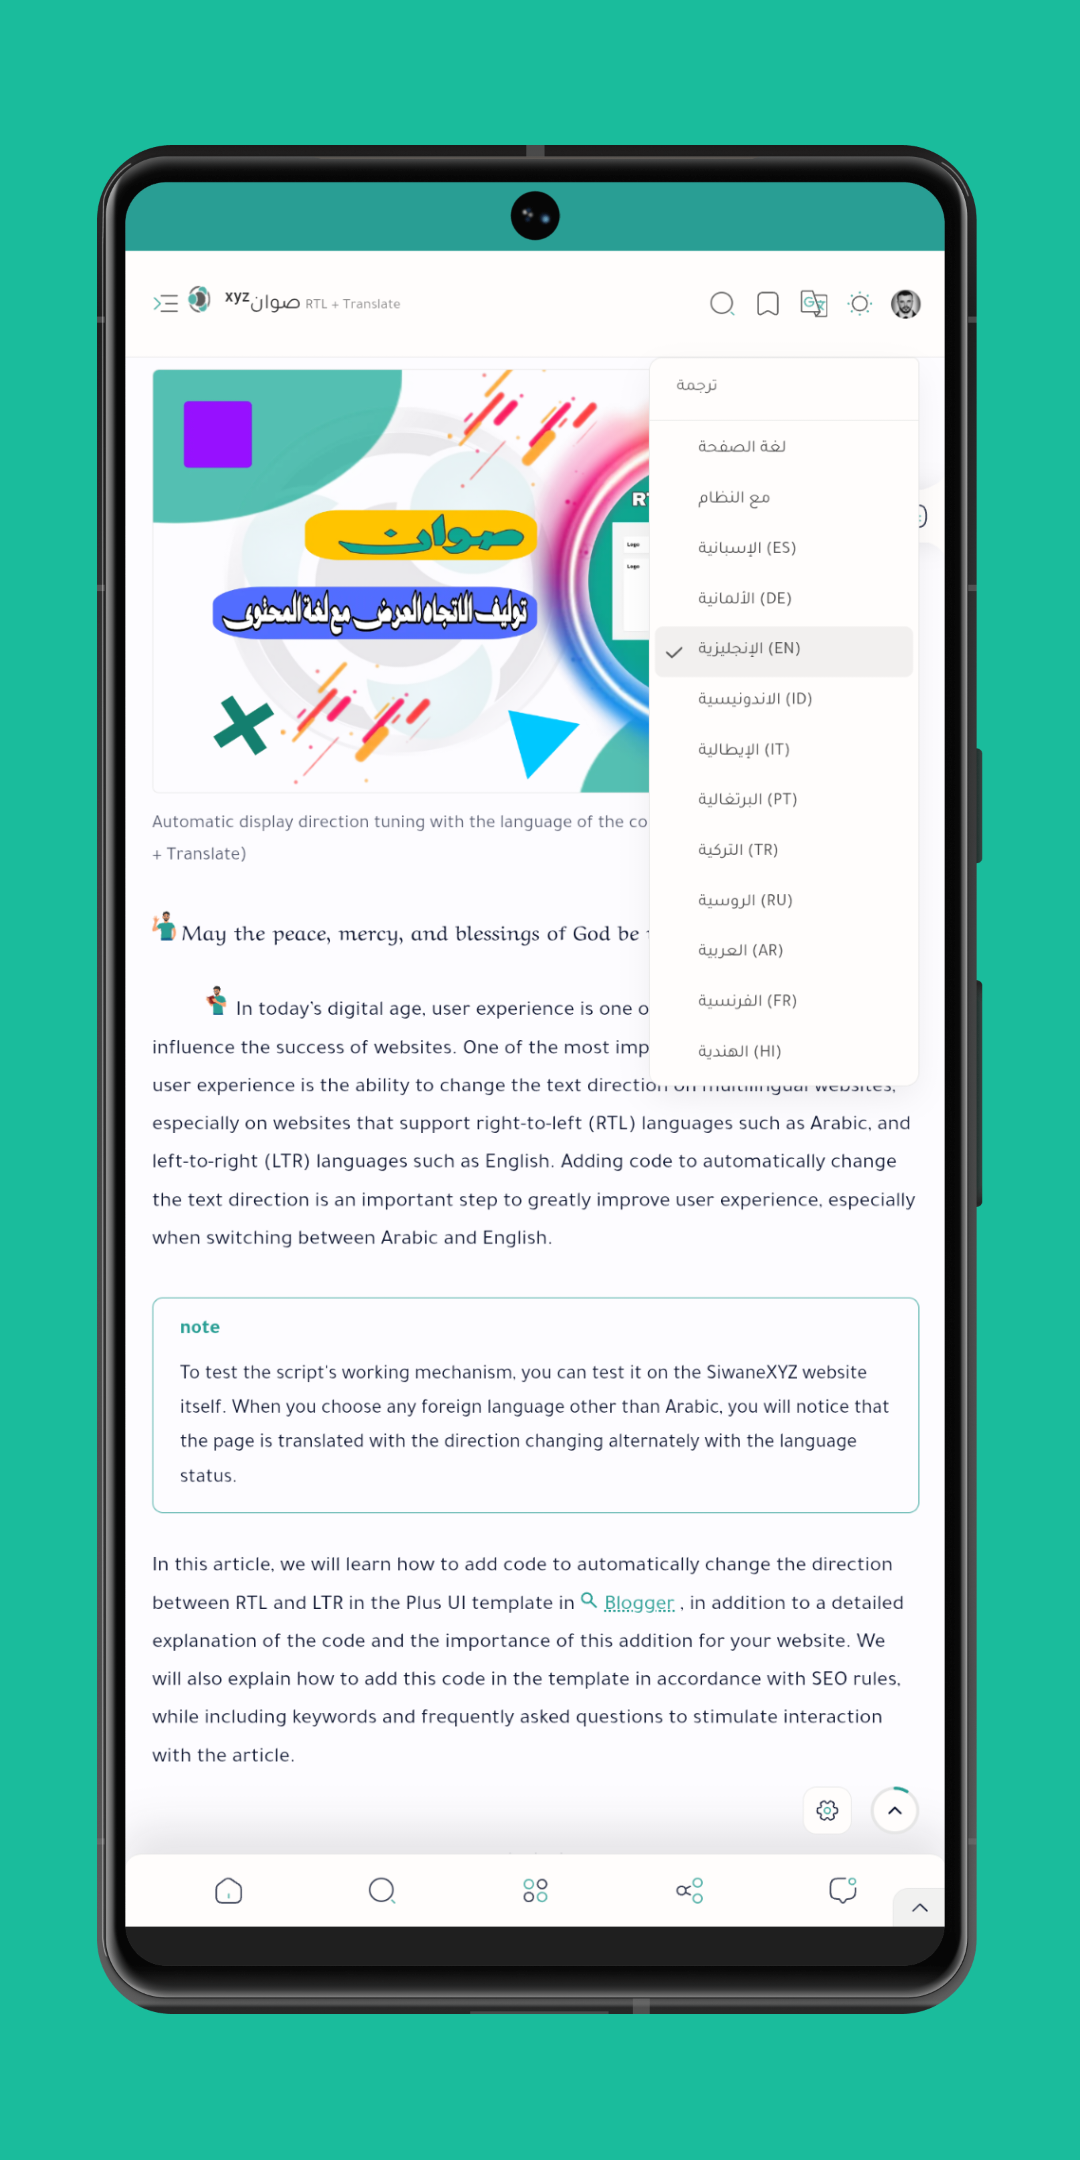 صوان xyz RTL + Translate
ترجمة
لغة الصفحة
مع النظام
الإسبانية (ES)
الألمانية (DE)
الإنجليزية (EN)
الاندونيسية (ID)
الإيطالية (IT)
البرتغالية (PT)
التركية (TR)
الروسية (RU)
العربية (AR)
الفرنسية (FR)
الهندية (HI)
صوان
توليف الاتجاه العرض مع لغة المحتوى
Logo
Logo
Automatic display direction tuning with the language of the
+ Translate)
May the peace, mercy, and blessings of God be
In today's digital age, user experience is one
influence the success of websites. One of the most
user experience is the ability to change the text direction on multilingual websites,
especially on websites that support right-to-left (RTL) languages such as Arabic, and
left-to-right (LTR) languages such as English. Adding code to automatically change
the text direction is an important step to greatly improve user experience, especially
when switching between Arabic and English.
note
To test the script's working mechanism, you can test it on the SiwaneXYZ website
itself. When you choose any foreign language other than Arabic, you will notice that
the page is translated with the direction changing alternately with the language
status.
In this article, we will learn how to add code to automatically change the direction
between RTL and LTR in the Plus UI template in Blogger , in addition to a detailed
explanation of the code and the importance of this addition for your website. We
will also explain how to add this code in the template in accordance with SEO rules,
while including keywords and frequently asked questions to stimulate interaction
with the article.